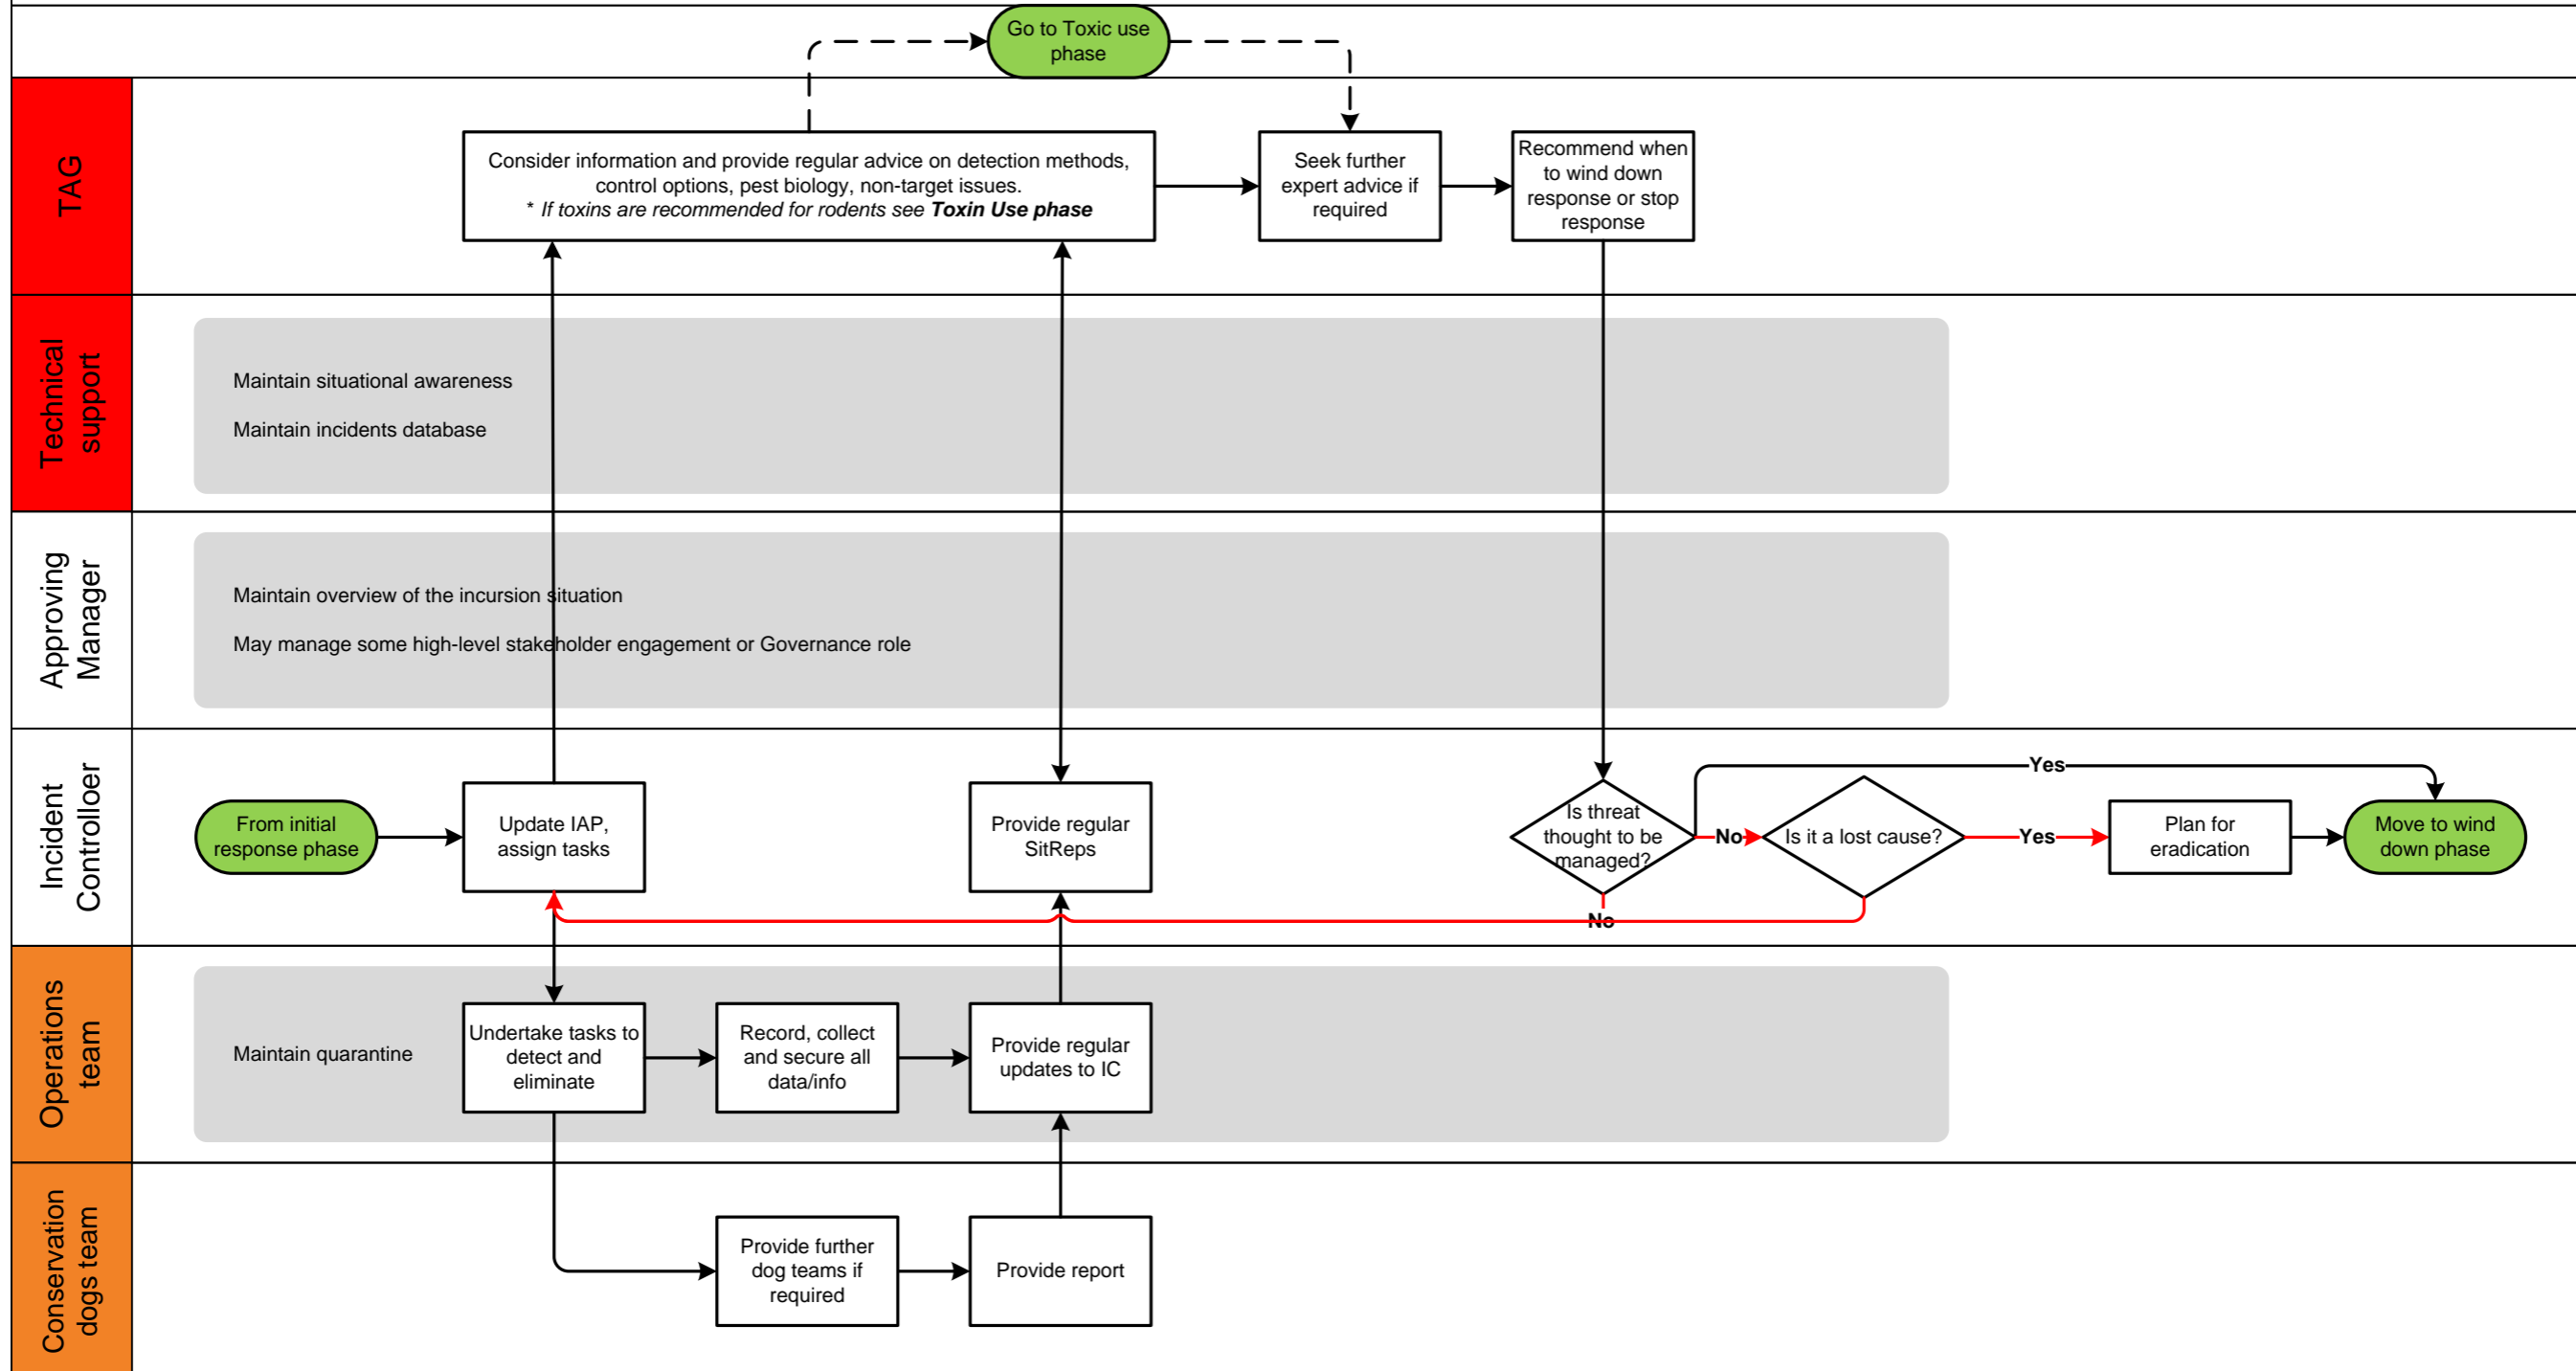 Go to Toxic use
phase
TAG
Consider information and provide regular advice on detection methods,
control options, pest biology, non-target issues.
* If toxins are recommended for rodents see Toxin Use phase
Seek further
expert advice if
required
Recommend when
to wind down
response or stop
response
Technical
support
Maintain situational awareness
Maintain incidents database
Approving
Manager
Maintain overview of the incursion situation
May manage some high-level stakeholder engagement or Governance role
Incident
Controlloer
From initial
response phase
Update IAP,
assign tasks
Provide regular
SitReps
Is threat
thought to be
managed?
No
Is it a lost cause?
Yes
Yes
Plan for
eradication
Move to wind
down phase
No
Operations
team
Maintain quarantine
Undertake tasks to
detect and
eliminate
Record, collect
and secure all
data/info
Provide regular
updates to IC
Conservation
dogs team
Provide further
dog teams if
required
Provide report